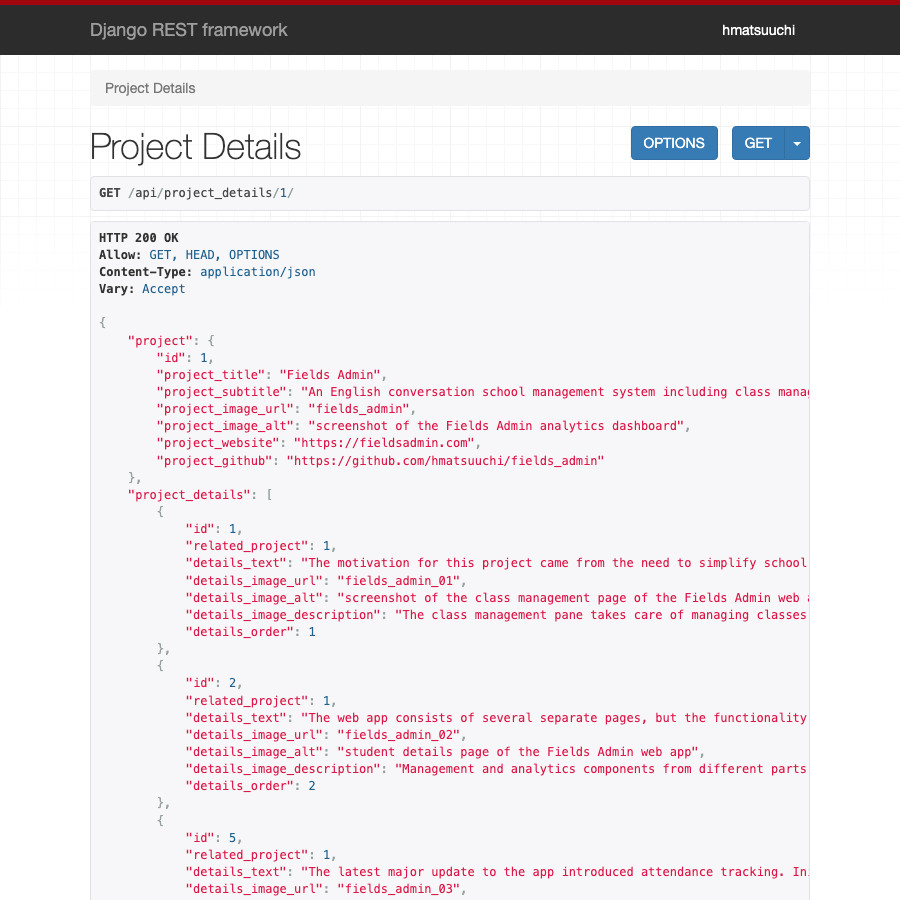 Django REST framework
hmatsuuchi
Project Details
Project Details
OPTIONS
GET
GET /api/project_details/1/
HTTP 200 OK
Allow: GET, HEAD, OPTIONS
Content-Type: application/json
Vary: Accept
{
"project": {
"id": 1,
"project_title": "Fields Admin",
"project_subtitle": "An English conversation school management system including class mana
"project_image_url": "fields_admin",
"project_image_alt": "screenshot of the Fields Admin analytics dashboard",
"project_website": "https://fieldsadmin.com",
"project_github": "https://github.com/hmatsuuchi/fields_admin"
},
"project_details": [
{
"id": 1,
"related_project": 1,
"details_text": "The motivation for this project came from the need to simplify school
"details_image_url": "fields_admin_01",
"details_image_alt": "screenshot of the class management page of the Fields Admin web a
"details_image_description": "The class management pane takes care of managing classes
"details_order": 1
},
{
"id": 2,
"related_project": 1,
"details_text": "The web app consists of several separate pages, but the functionality
"details_image_url": "fields_admin_02",
"details_image_alt": "student details page of the Fields Admin web app",
"details_image_description": "Management and analytics components from different parts
"details_order": 2
},
{
"id": 5,
"related_project": 1,
"details_text": "The latest major update to the app introduced attendance tracking. In
"details_image_url": "fields_admin_03",